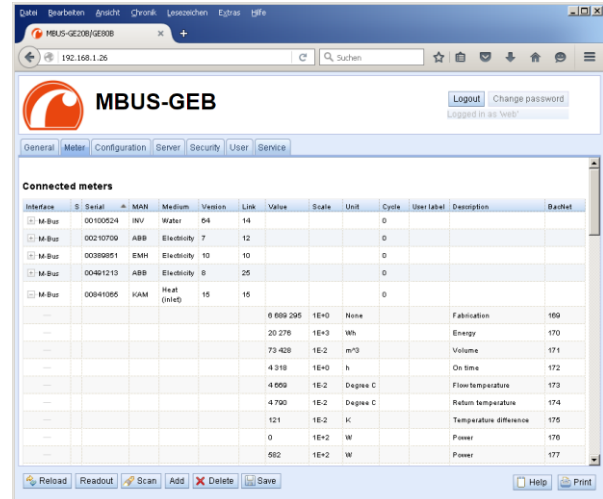 Datei Bearbeiten Ansicht Chronik Lesezeichen Extras Hilfe
MBUS-GE20B/GE80B
192.168.1.26 Suchen
MBUS-GEB
Logout Change password
Logged in as 'web'
General Meter Configuration Server Security User Service
Connected meters
Interface S Serial MAN Medium Version Link Value Scale Unit Cycle User label Description BacNet
M-Bus 00100524 INV Water 64 14 0
M-Bus 00210709 ABB Electricity 7 12 0
M-Bus 00389851 EMH Electricity 10 10 0
M-Bus 00491213 ABB Electricity 8 25 0
M-Bus 00841065 KAM Heat (inlet) 15 15 0
6 689 295 1E+0 None Fabrication 169
20 276 1E+3 Wh Energy 170
73 428 1E-2 m^3 Volume 171
4 318 1E+0 h On time 172
4 669 1E-2 Degree C Flow temperature 173
4 790 1E-2 Degree C Return temperature 174
121 1E-2 K Temperature difference 175
0 1E+2 W Power 176
582 1E+2 W Power 177
Reload Readout Scan Add Delete Save Help Print